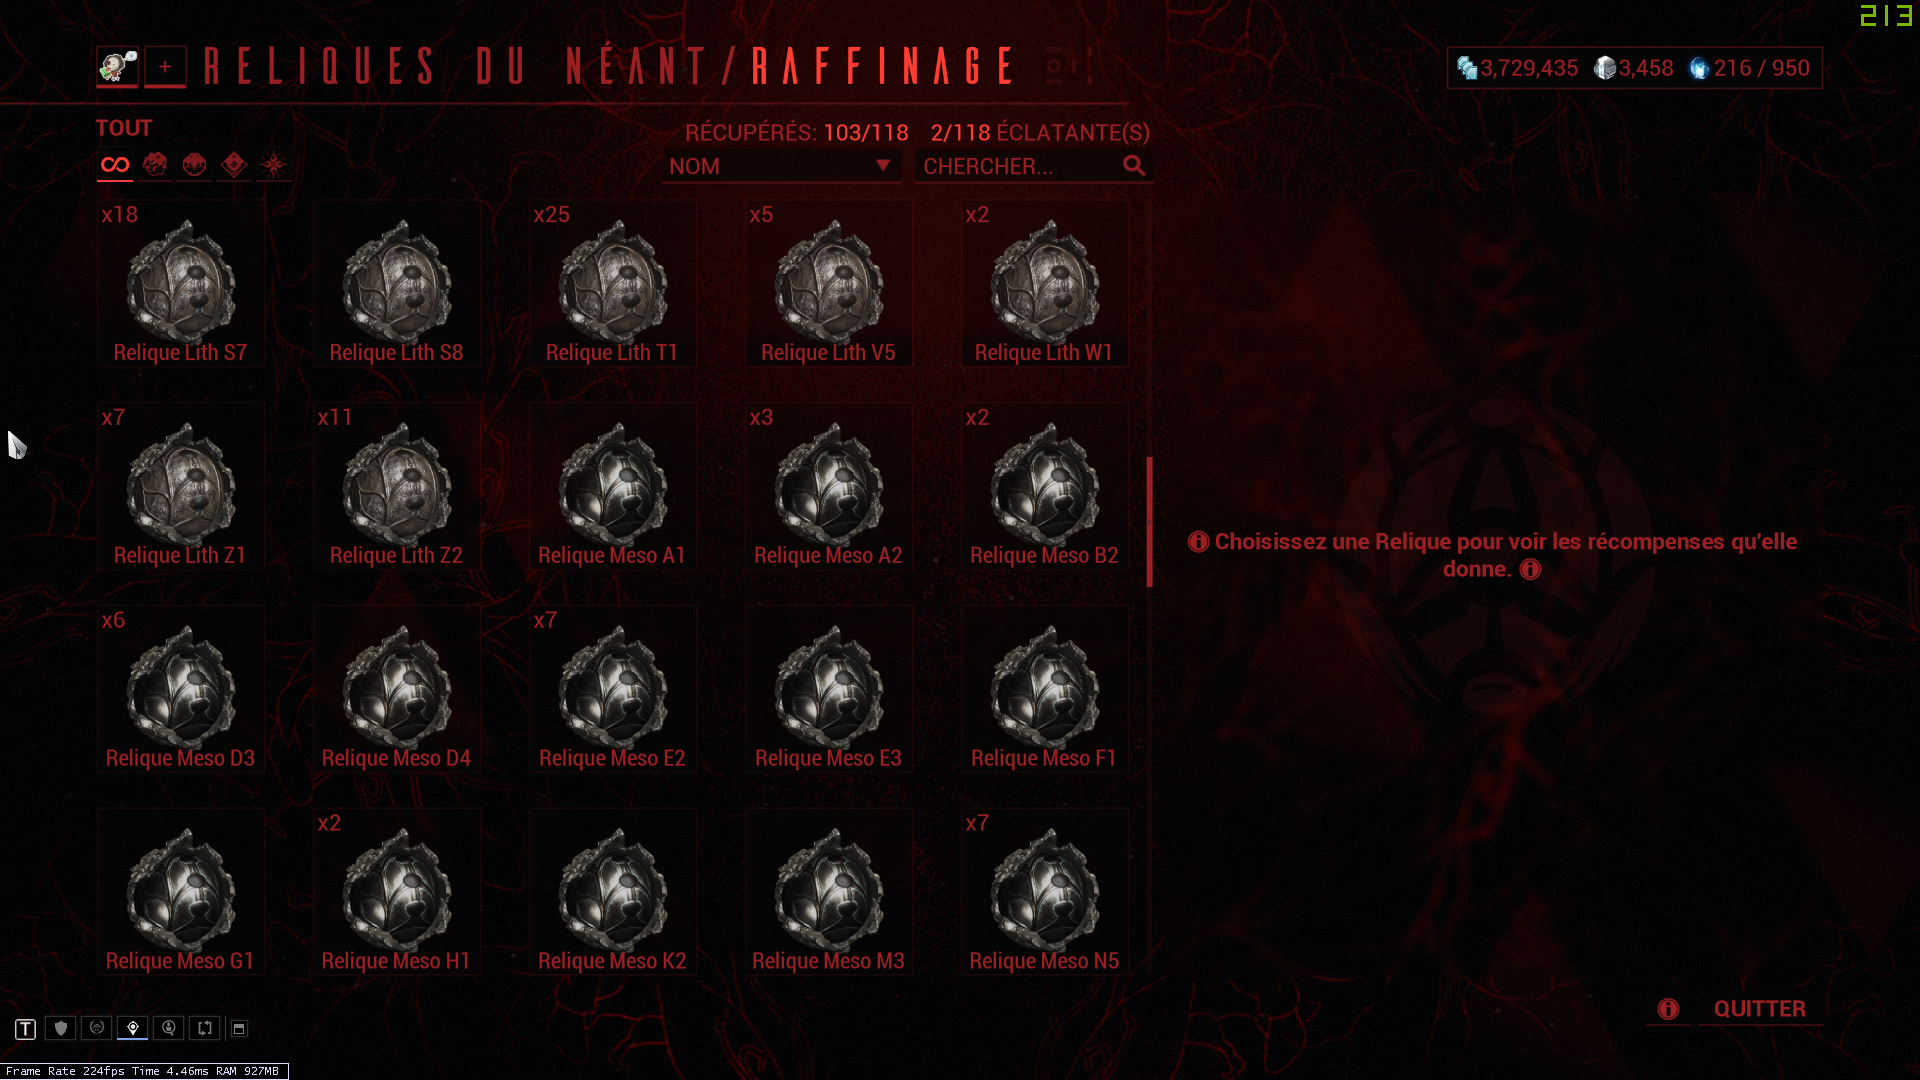 213
+ RELIQUES DU NÉANT/RAFFINAGE
3,729,435 3,458 216 / 950
TOUT
RÉCUPÉRÉS: 103/118 2/118 ÉCLATANTE(S)
NOM
CHERCHER...
x18 Relique Lith S7
Relique Lith S8
x25 Relique Lith T1
x5 Relique Lith V5
x2 Relique Lith W1
x7 Relique Lith Z1
x11 Relique Lith Z2
Relique Meso A1
x3 Relique Meso A2
x2 Relique Meso B2
x6 Relique Meso D3
Relique Meso D4
x7 Relique Meso E2
Relique Meso E3
Relique Meso F1
Relique Meso G1
x2 Relique Meso H1
Relique Meso K2
Relique Meso M3
x7 Relique Meso N5
Choisissez une Relique pour voir les récompenses qu'elle
donne.
QUITTER
T
Frame Rate 224fps Time 4.46ms RAM 927MB